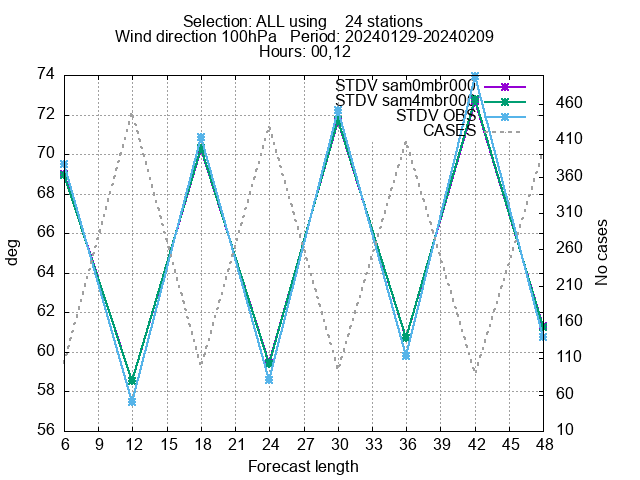 Selection: ALL using    24 stations
Wind direction 100hPa   Period: 20240129-20240209
Hours: 00,12
STDV sam0mbr000
STDV sam4mbr000
STDV OBS
CASES
74
72
70
68
66
64
62
60
58
56
deg
460
410
360
310
260
210
160
110
60
10
No cases
6 9 12 15 18 21 24 27 30 33 36 39 42 45 48
Forecast length